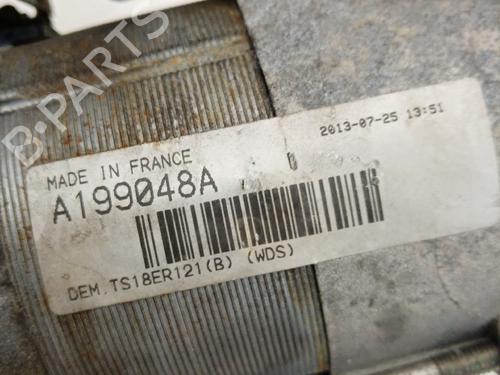 B-PARTS
2013-07-25 13:51
MADE IN FRANCE
A199048A
DEM.TS18ER121(B) (WDS)